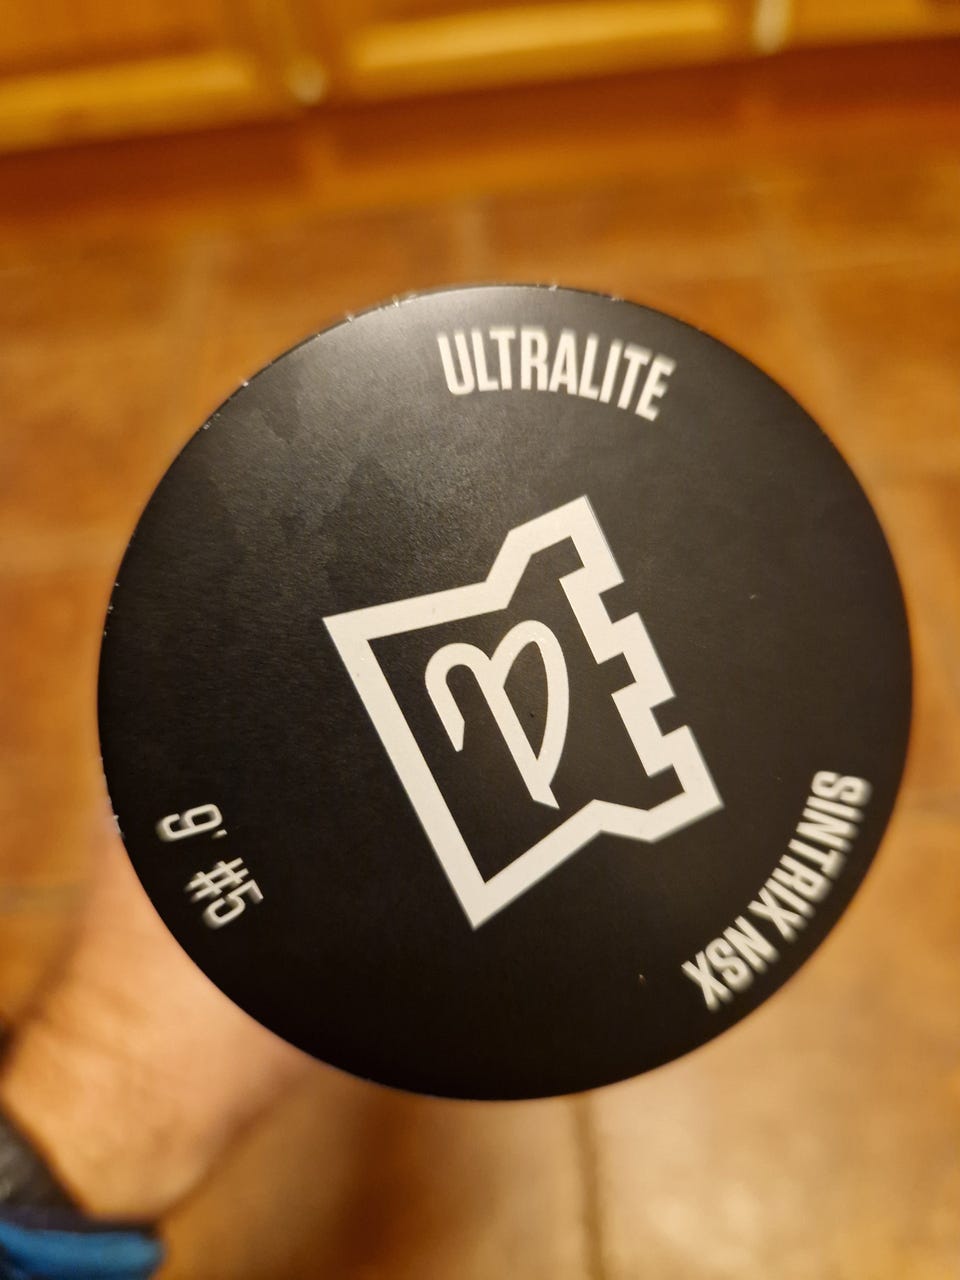 ULTRALITE
SINTRIX NSX
9' #5